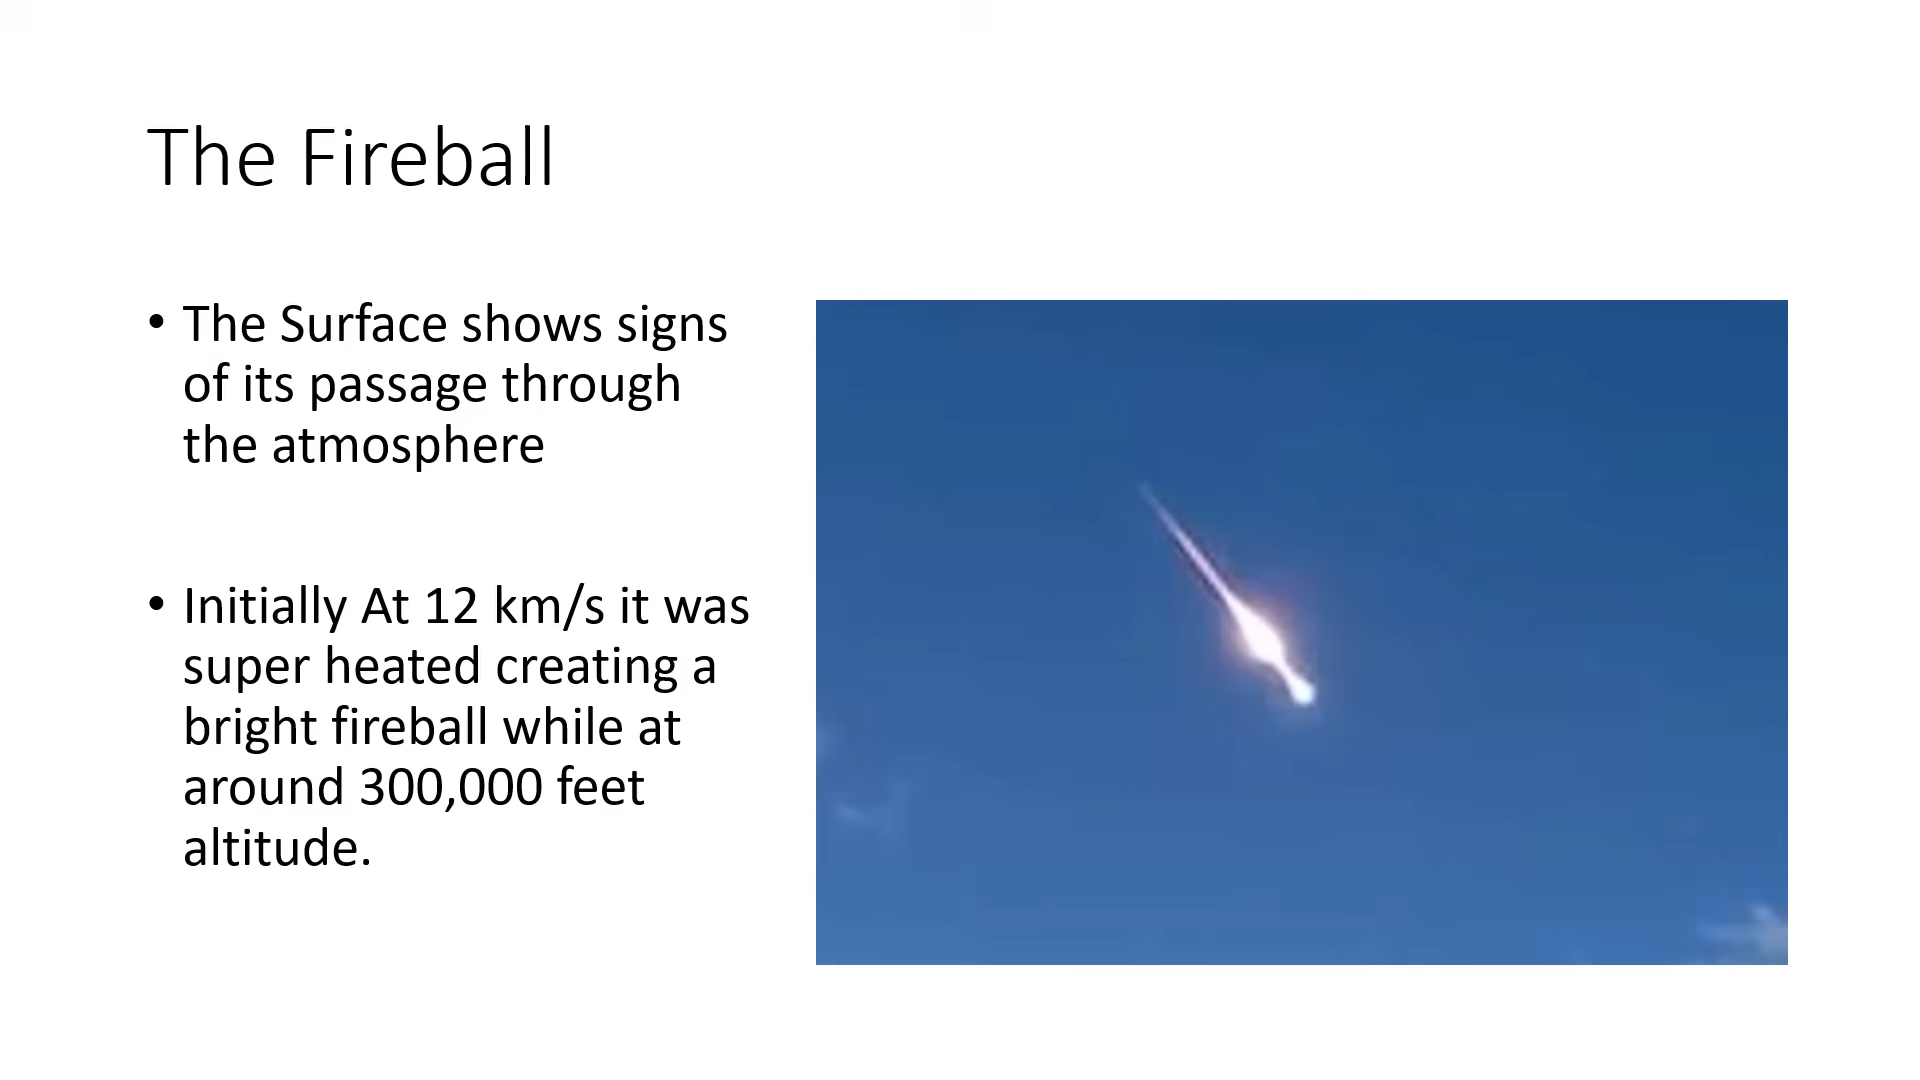 The Fireball
• The Surface shows signs
of its passage through
the atmosphere
• Initially At 12 km/s it was
super heated creating a
bright fireball while at
around 300,000 feet
altitude.